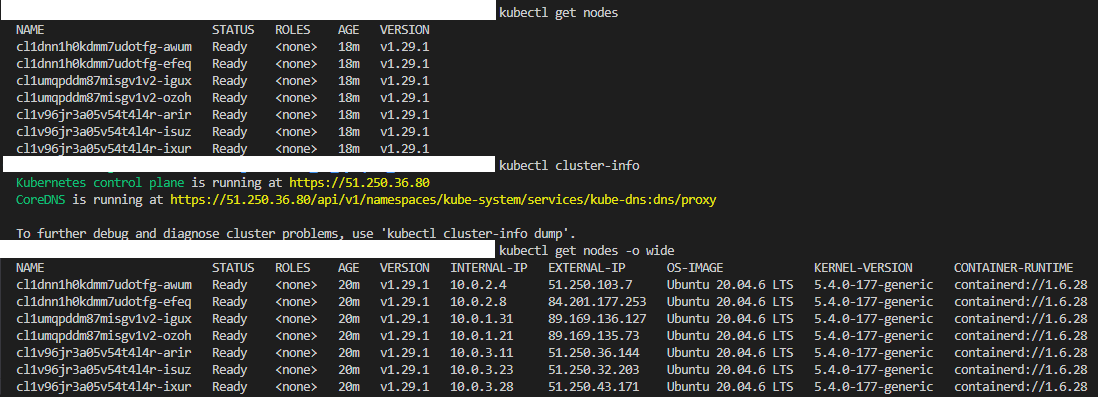 kubectl get nodes
NAME STATUS ROLES AGE VERSION
cl1dnn1h0kdmm7udotfg-awum Ready <none> 18m v1.29.1
cl1dnn1h0kdmm7udotfg-efeq Ready <none> 18m v1.29.1
cl1umqpddm87misgv1v2-igux Ready <none> 18m v1.29.1
cl1umqpddm87misgv1v2-ozoh Ready <none> 18m v1.29.1
cl1v96jr3a05v54t4l4r-arir Ready <none> 18m v1.29.1
cl1v96jr3a05v54t4l4r-isuz Ready <none> 18m v1.29.1
cl1v96jr3a05v54t4l4r-ixur Ready <none> 18m v1.29.1
kubectl cluster-info
Kubernetes control plane is running at https://51.250.36.80
CoreDNS is running at https://51.250.36.80/api/v1/namespaces/kube-system/services/kube-dns:dns/proxy
To further debug and diagnose cluster problems, use 'kubectl cluster-info dump'.
kubectl get nodes -o wide
NAME STATUS ROLES AGE VERSION INTERNAL-IP EXTERNAL-IP OS-IMAGE KERNEL-VERSION CONTAINER-RUNTIME
cl1dnn1h0kdmm7udotfg-awum Ready <none> 20m v1.29.1 10.0.2.4 51.250.103.7 Ubuntu 20.04.6 LTS 5.4.0-177-generic containerd://1.6.28
cl1dnn1h0kdmm7udotfg-efeq Ready <none> 20m v1.29.1 10.0.2.8 84.201.177.253 Ubuntu 20.04.6 LTS 5.4.0-177-generic containerd://1.6.28
cl1umqpddm87misgv1v2-igux Ready <none> 20m v1.29.1 10.0.1.31 89.169.136.127 Ubuntu 20.04.6 LTS 5.4.0-177-generic containerd://1.6.28
cl1umqpddm87misgv1v2-ozoh Ready <none> 20m v1.29.1 10.0.1.21 89.169.135.73 Ubuntu 20.04.6 LTS 5.4.0-177-generic containerd://1.6.28
cl1v96jr3a05v54t4l4r-arir Ready <none> 20m v1.29.1 10.0.3.11 51.250.36.144 Ubuntu 20.04.6 LTS 5.4.0-177-generic containerd://1.6.28
cl1v96jr3a05v54t4l4r-isuz Ready <none> 20m v1.29.1 10.0.3.23 51.250.32.203 Ubuntu 20.04.6 LTS 5.4.0-177-generic containerd://1.6.28
cl1v96jr3a05v54t4l4r-ixur Ready <none> 20m v1.29.1 10.0.3.28 51.250.43.171 Ubuntu 20.04.6 LTS 5.4.0-177-generic containerd://1.6.28